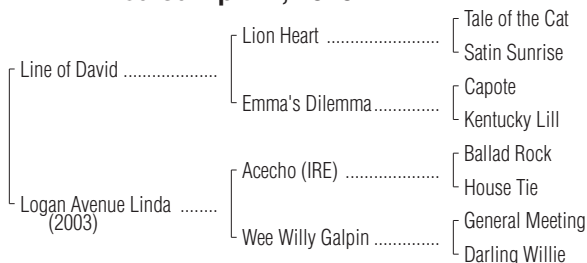 Tale of the Cat
Lion Heart ........................
Satin Sunrise
Line of David ....................
Capote
Emma's Dilemma ..............
Kentucky Lill
Ballad Rock
Acecho (IRE) ....................
House Tie
Logan Avenue Linda ........
(2003)
General Meeting
Wee Willy Galpin ..............
Darling Willie